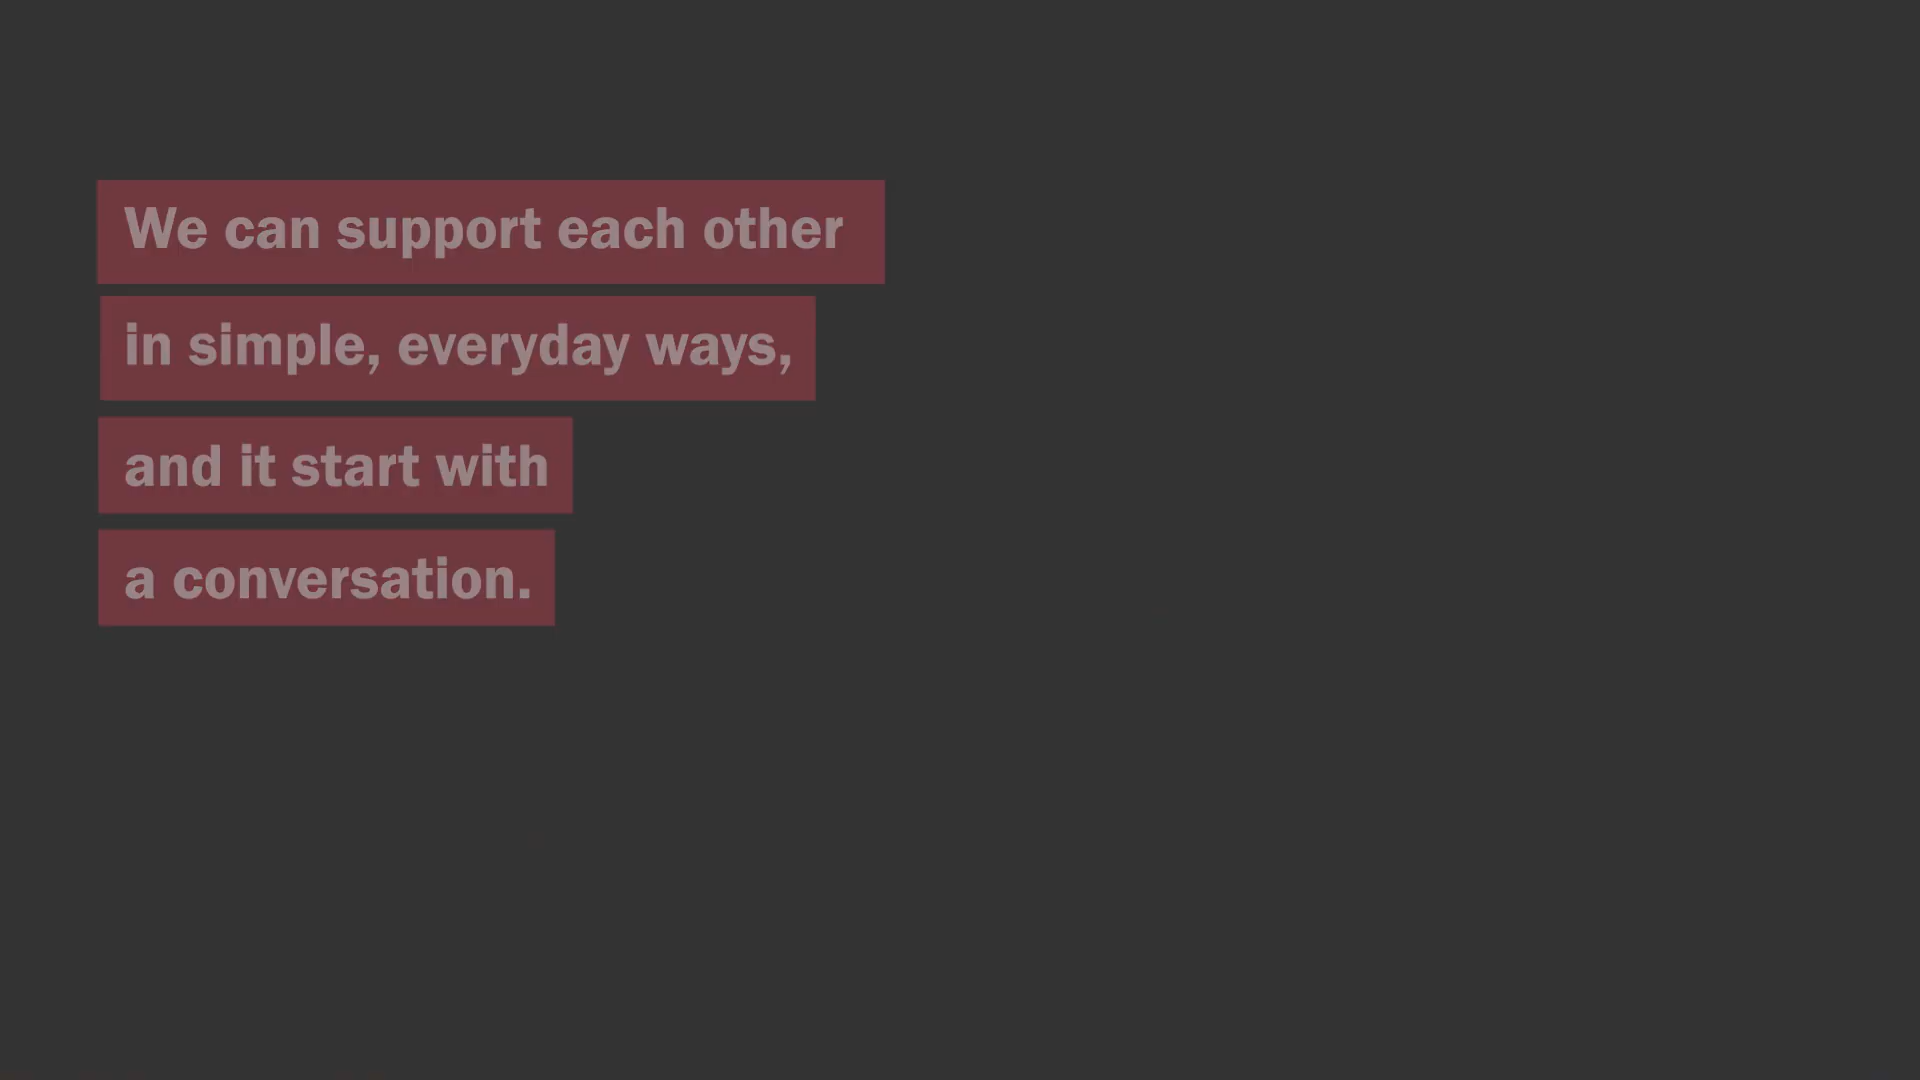 We can support each other
in simple, everyday ways,
and it start with
a conversation.